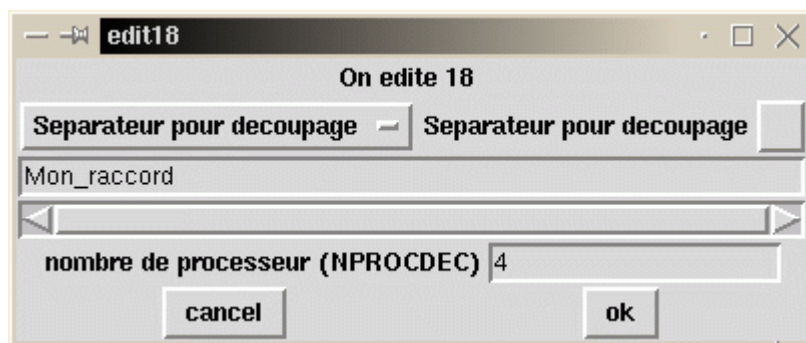 edit18
On edite 18
Separateur pour decoupage Separateur pour decoupage
Mon_raccord
nombre de processeur (NPROCDEC) 4
cancel ok